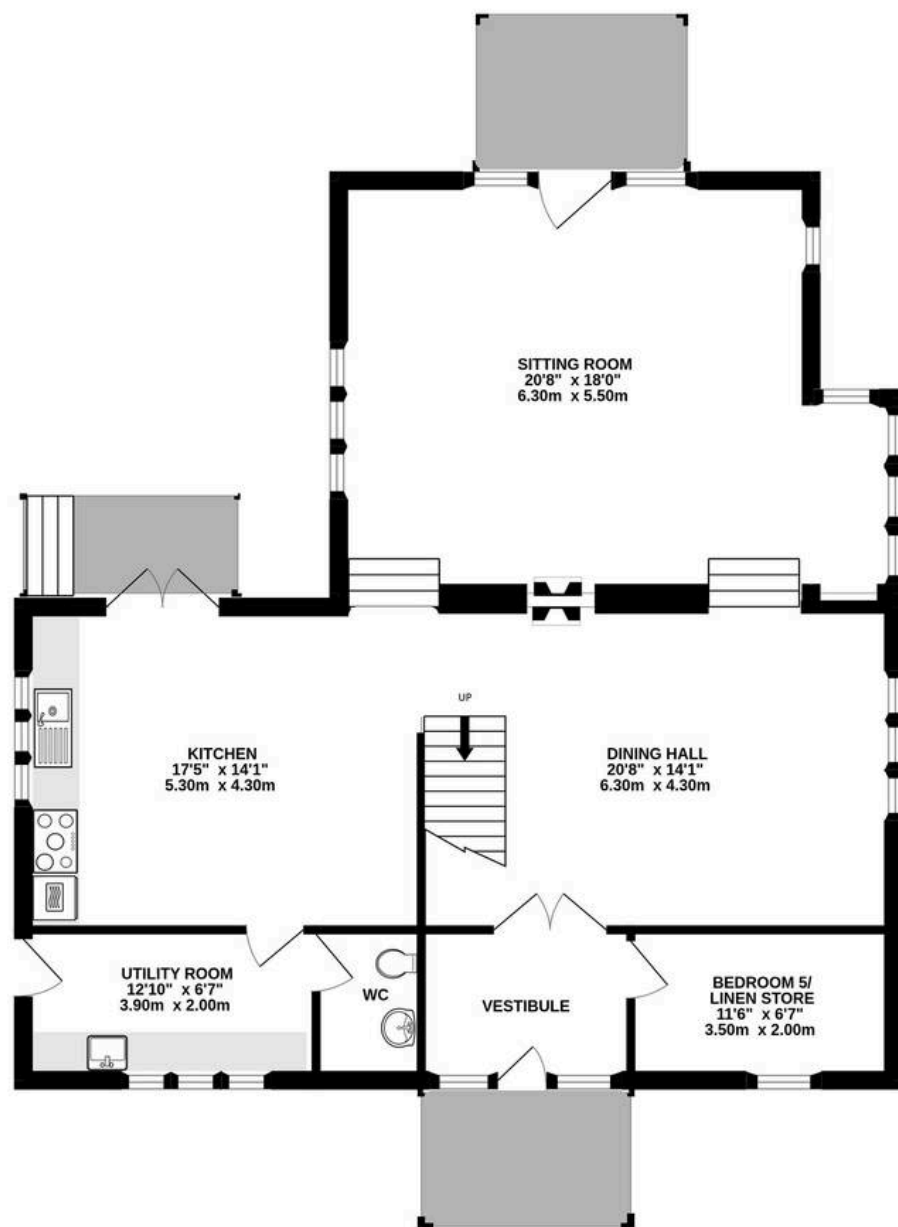 SITTING ROOM
20'8" x 18'0"
6.30m x 5.50m
UP
KITCHEN
17'5" x 14'1"
5.30m x 4.30m
DINING HALL
20'8" x 14'1"
6.30m x 4.30m
UTILITY ROOM
12'10" x 6'7"
3.90m x 2.00m
WC
VESTIBULE
BEDROOM 5/
LINEN STORE
11'6" x 6'7"
3.50m x 2.00m